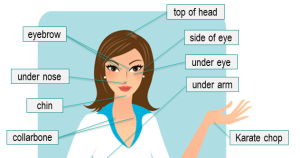 top of head
eyebrow
side of eye
under eye
under nose
under arm
chin
collarbone
Karate chop